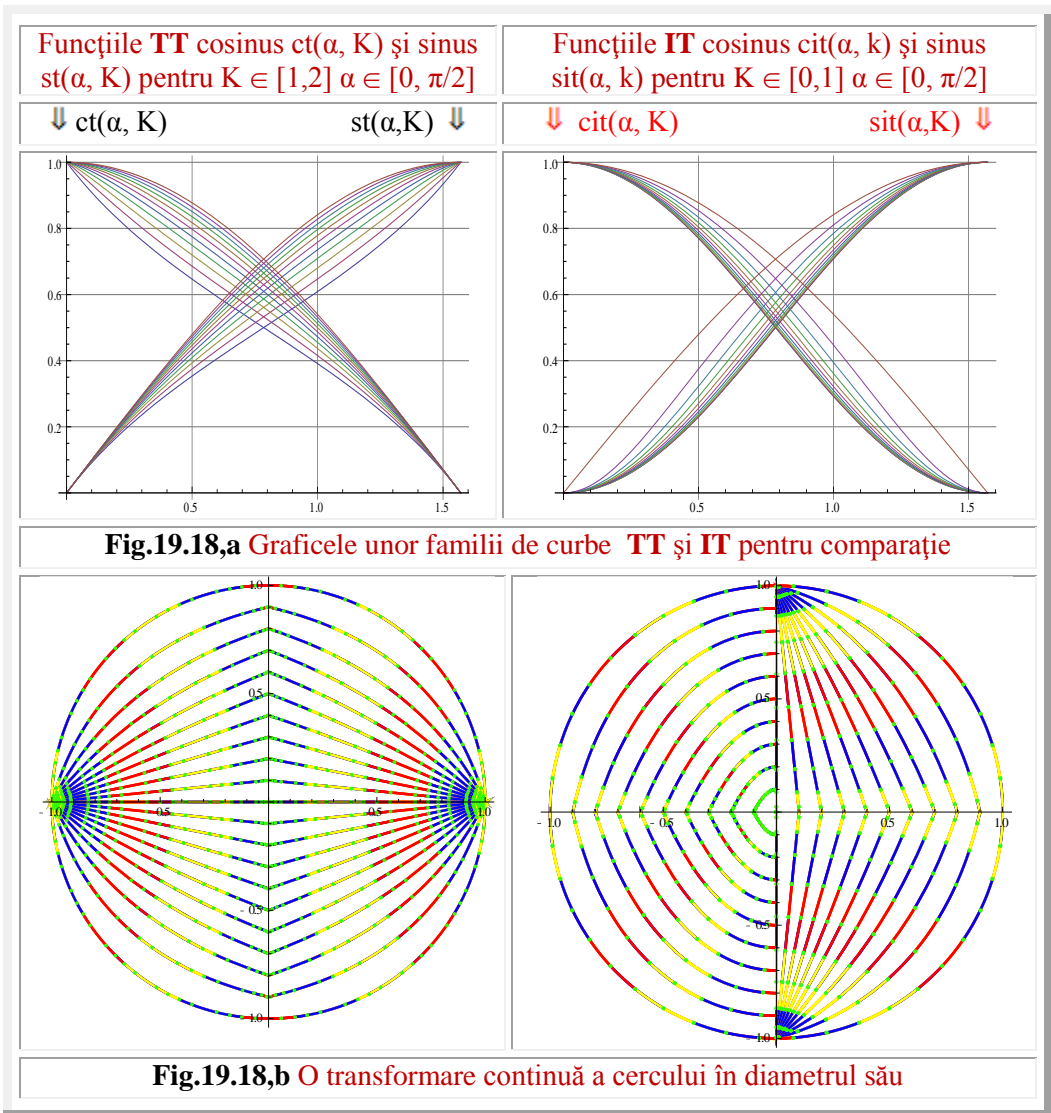 Funcţiile TT cosinus ct(α, K) şi sinus
st(α, K) pentru K ∈ [1,2] α ∈ [0, π/2]
Funcţiile IT cosinus cit(α, k) şi sinus
sit(α, k) pentru K ∈ [0,1] α ∈ [0, π/2]
⇓ ct(α, K) st(α,K) ⇓
⇓ cit(α, K) sit(α,K) ⇓
1.0
0.8
0.6
0.4
0.2
0.5 1.0 1.5
1.0
0.8
0.6
0.4
0.2
0.5 1.0 1.5
Fig.19.18,a Graficele unor familii de curbe TT şi IT pentru comparaţie
1.0
0.5
- 1.0 - 0.5 0.5 1.0
- 0.5
- 1.0
1.0
0.5
- 1.0 - 0.5 0.5 1.0
- 0.5
- 1.0
Fig.19.18,b O transformare continuă a cercului în diametrul său